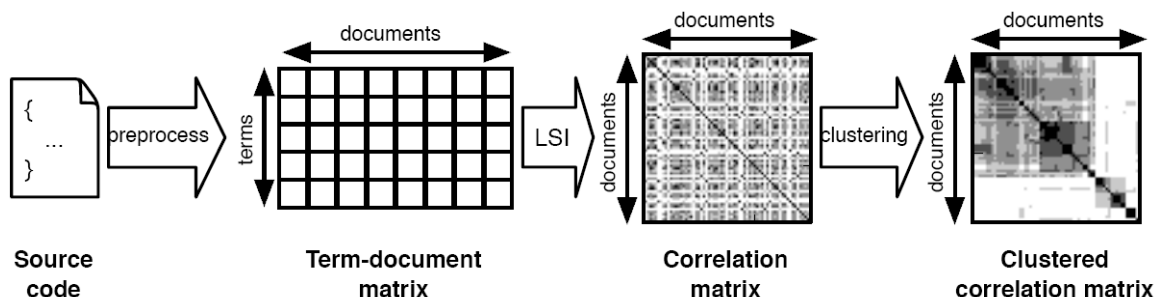 {
...
}
preprocess
documents
terms
LSI
documents
documents
clustering
documents
documents
Source
code
Term-document
matrix
Correlation
matrix
Clustered
correlation matrix